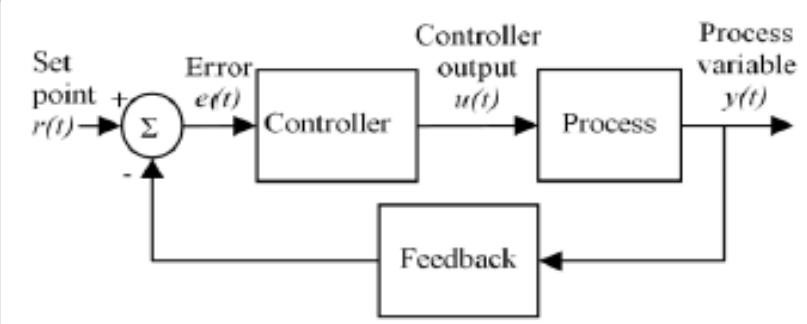 Set
point
r(t)
+
-
Σ
Error
e(t)
Controller
Controller
output
u(t)
Process
Process
variable
y(t)
Feedback